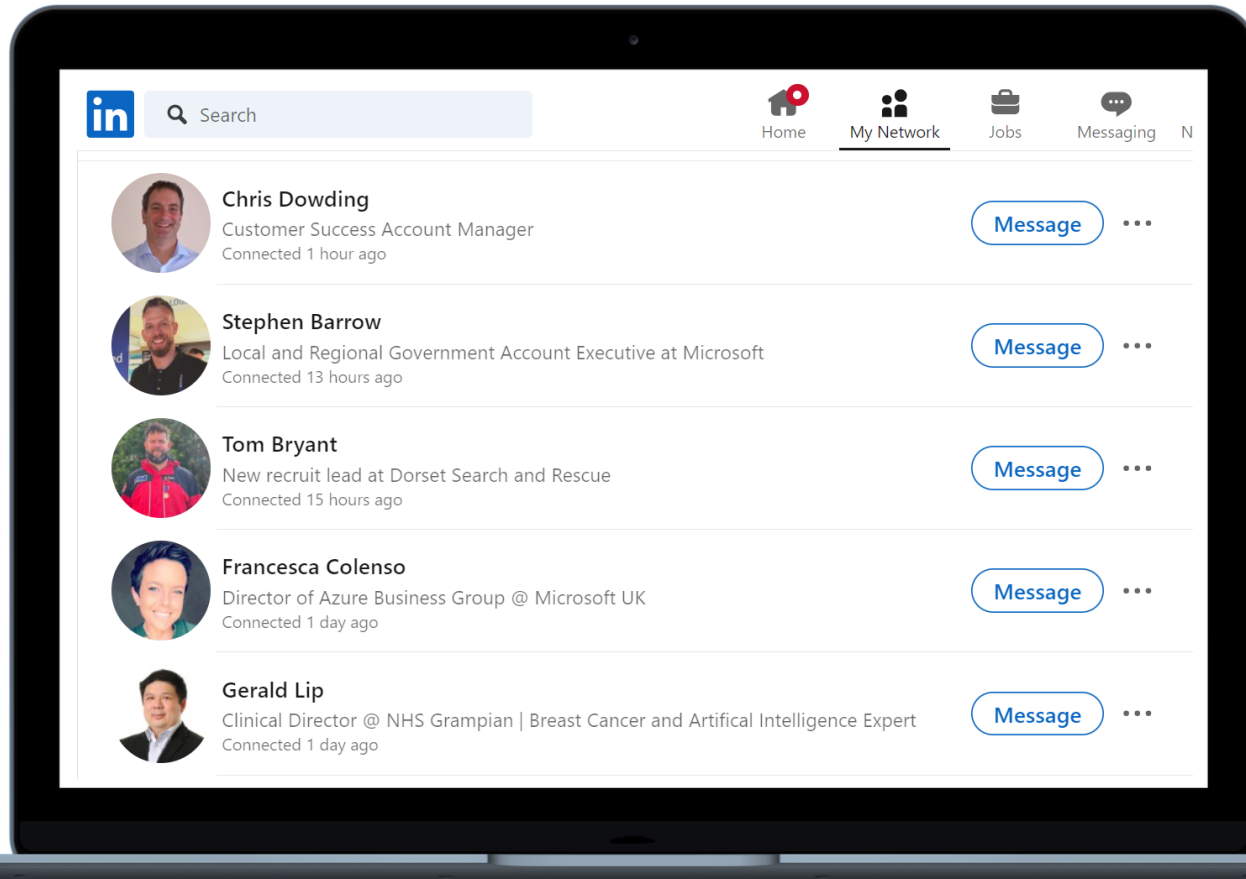 in
Search
Home
My Network
Jobs
Messaging
N
Chris Dowding
Customer Success Account Manager
Connected 1 hour ago
Message
Stephen Barrow
Local and Regional Government Account Executive at Microsoft
Connected 13 hours ago
Message
Tom Bryant
New recruit lead at Dorset Search and Rescue
Connected 15 hours ago
Message
Francesca Colenso
Director of Azure Business Group @ Microsoft UK
Connected 1 day ago
Message
Gerald Lip
Clinical Director @ NHS Grampian | Breast Cancer and Artifical Intelligence Expert
Connected 1 day ago
Message